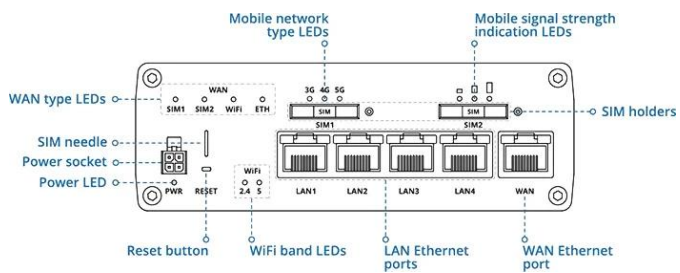 Mobile network
type LEDs
Mobile signal strength
indication LEDs
WAN type LEDs
WAN
SIM1 SIM2 WiFi ETH
3G 4G 5G
SIM
SIM1
SIM
SIM2
SIM holders
SIM needle
Power socket
Power LED
PWR
RESET
WiFi
2.4 5
LAN1 LAN2 LAN3 LAN4 WAN
Reset button
WiFi band LEDs
LAN Ethernet
ports
WAN Ethernet
port